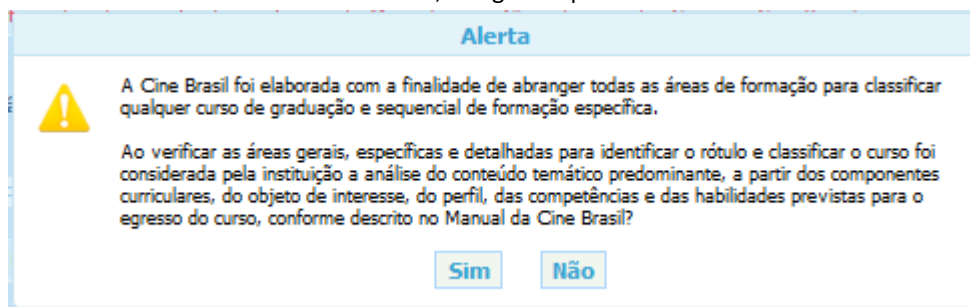 Alerta
A Cine Brasil foi elaborada com a finalidade de abranger todas as áreas de formação para classificar
qualquer curso de graduação e sequencial de formação específica.
Ao verificar as áreas gerais, específicas e detalhadas para identificar o rótulo e classificar o curso foi
considerada pela instituição a análise do conteúdo temático predominante, a partir dos componentes
curriculares, do objeto de interesse, do perfil, das competências e das habilidades previstas para o
egresso do curso, conforme descrito no Manual da Cine Brasil?
Sim Não